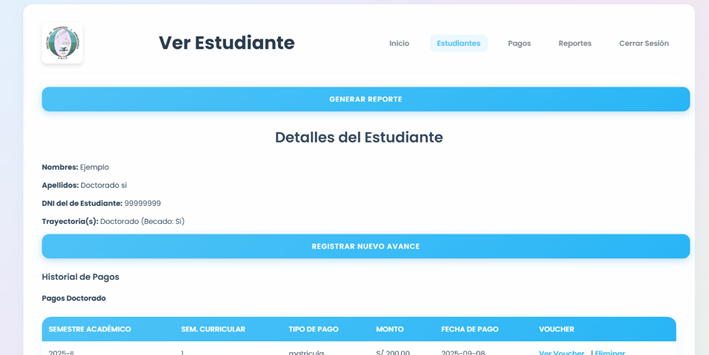 Ver Estudiante
Inicio
Estudiantes
Pagos
Reportes
Cerrar Sesión
GENERAR REPORTE
Detalles del Estudiante
Nombres: Ejemplo
Apellidos: Doctorado si
DNI del de Estudiante: 99999999
Trayectoria(s): Doctorado (Becado: Sí)
REGISTRAR NUEVO AVANCE
Historial de Pagos
Pagos Doctorado
SEMESTRE ACADÉMICO SEM. CURRICULAR TIPO DE PAGO MONTO FECHA DE PAGO VOUCHER
2025-II 1 matricula S/ 200.00 2025-09-08 Ver Voucher | Eliminar